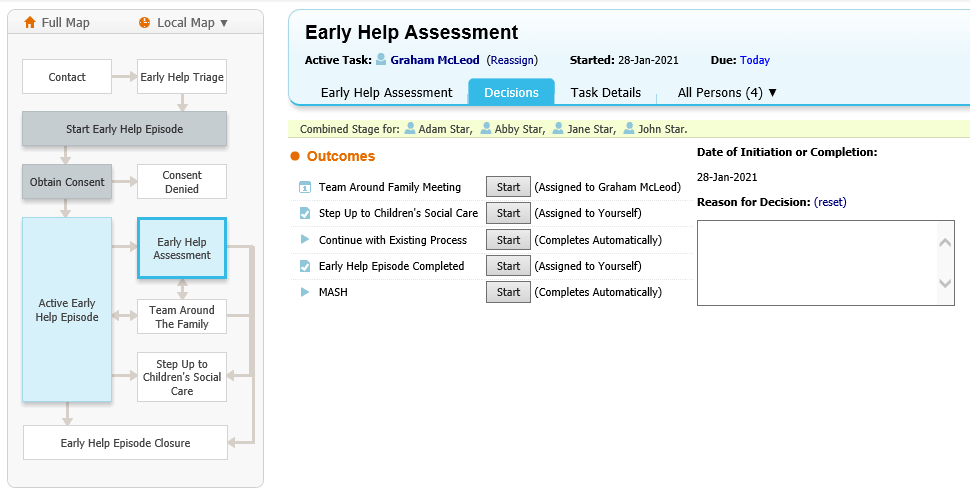 Full Map
Local Map ▼
Contact
Early Help Triage
Start Early Help Episode
Obtain Consent
Consent
Denied
Early Help
Assessment
Active Early
Help Episode
Team Around
The Family
Step Up to
Children's Social
Care
Early Help Episode Closure
Early Help Assessment
Active Task: Graham McLeod (Reassign) Started: 28-Jan-2021 Due: Today
Early Help Assessment Decisions Task Details All Persons (4) ▼
Combined Stage for: Adam Star, Abby Star, Jane Star, John Star.
Outcomes
Team Around Family Meeting Start (Assigned to Graham McLeod)
Step Up to Children's Social Care Start (Assigned to Yourself)
Continue with Existing Process Start (Completes Automatically)
Early Help Episode Completed Start (Assigned to Yourself)
MASH Start (Completes Automatically)
Date of Initiation or Completion:
28-Jan-2021
Reason for Decision: (reset)